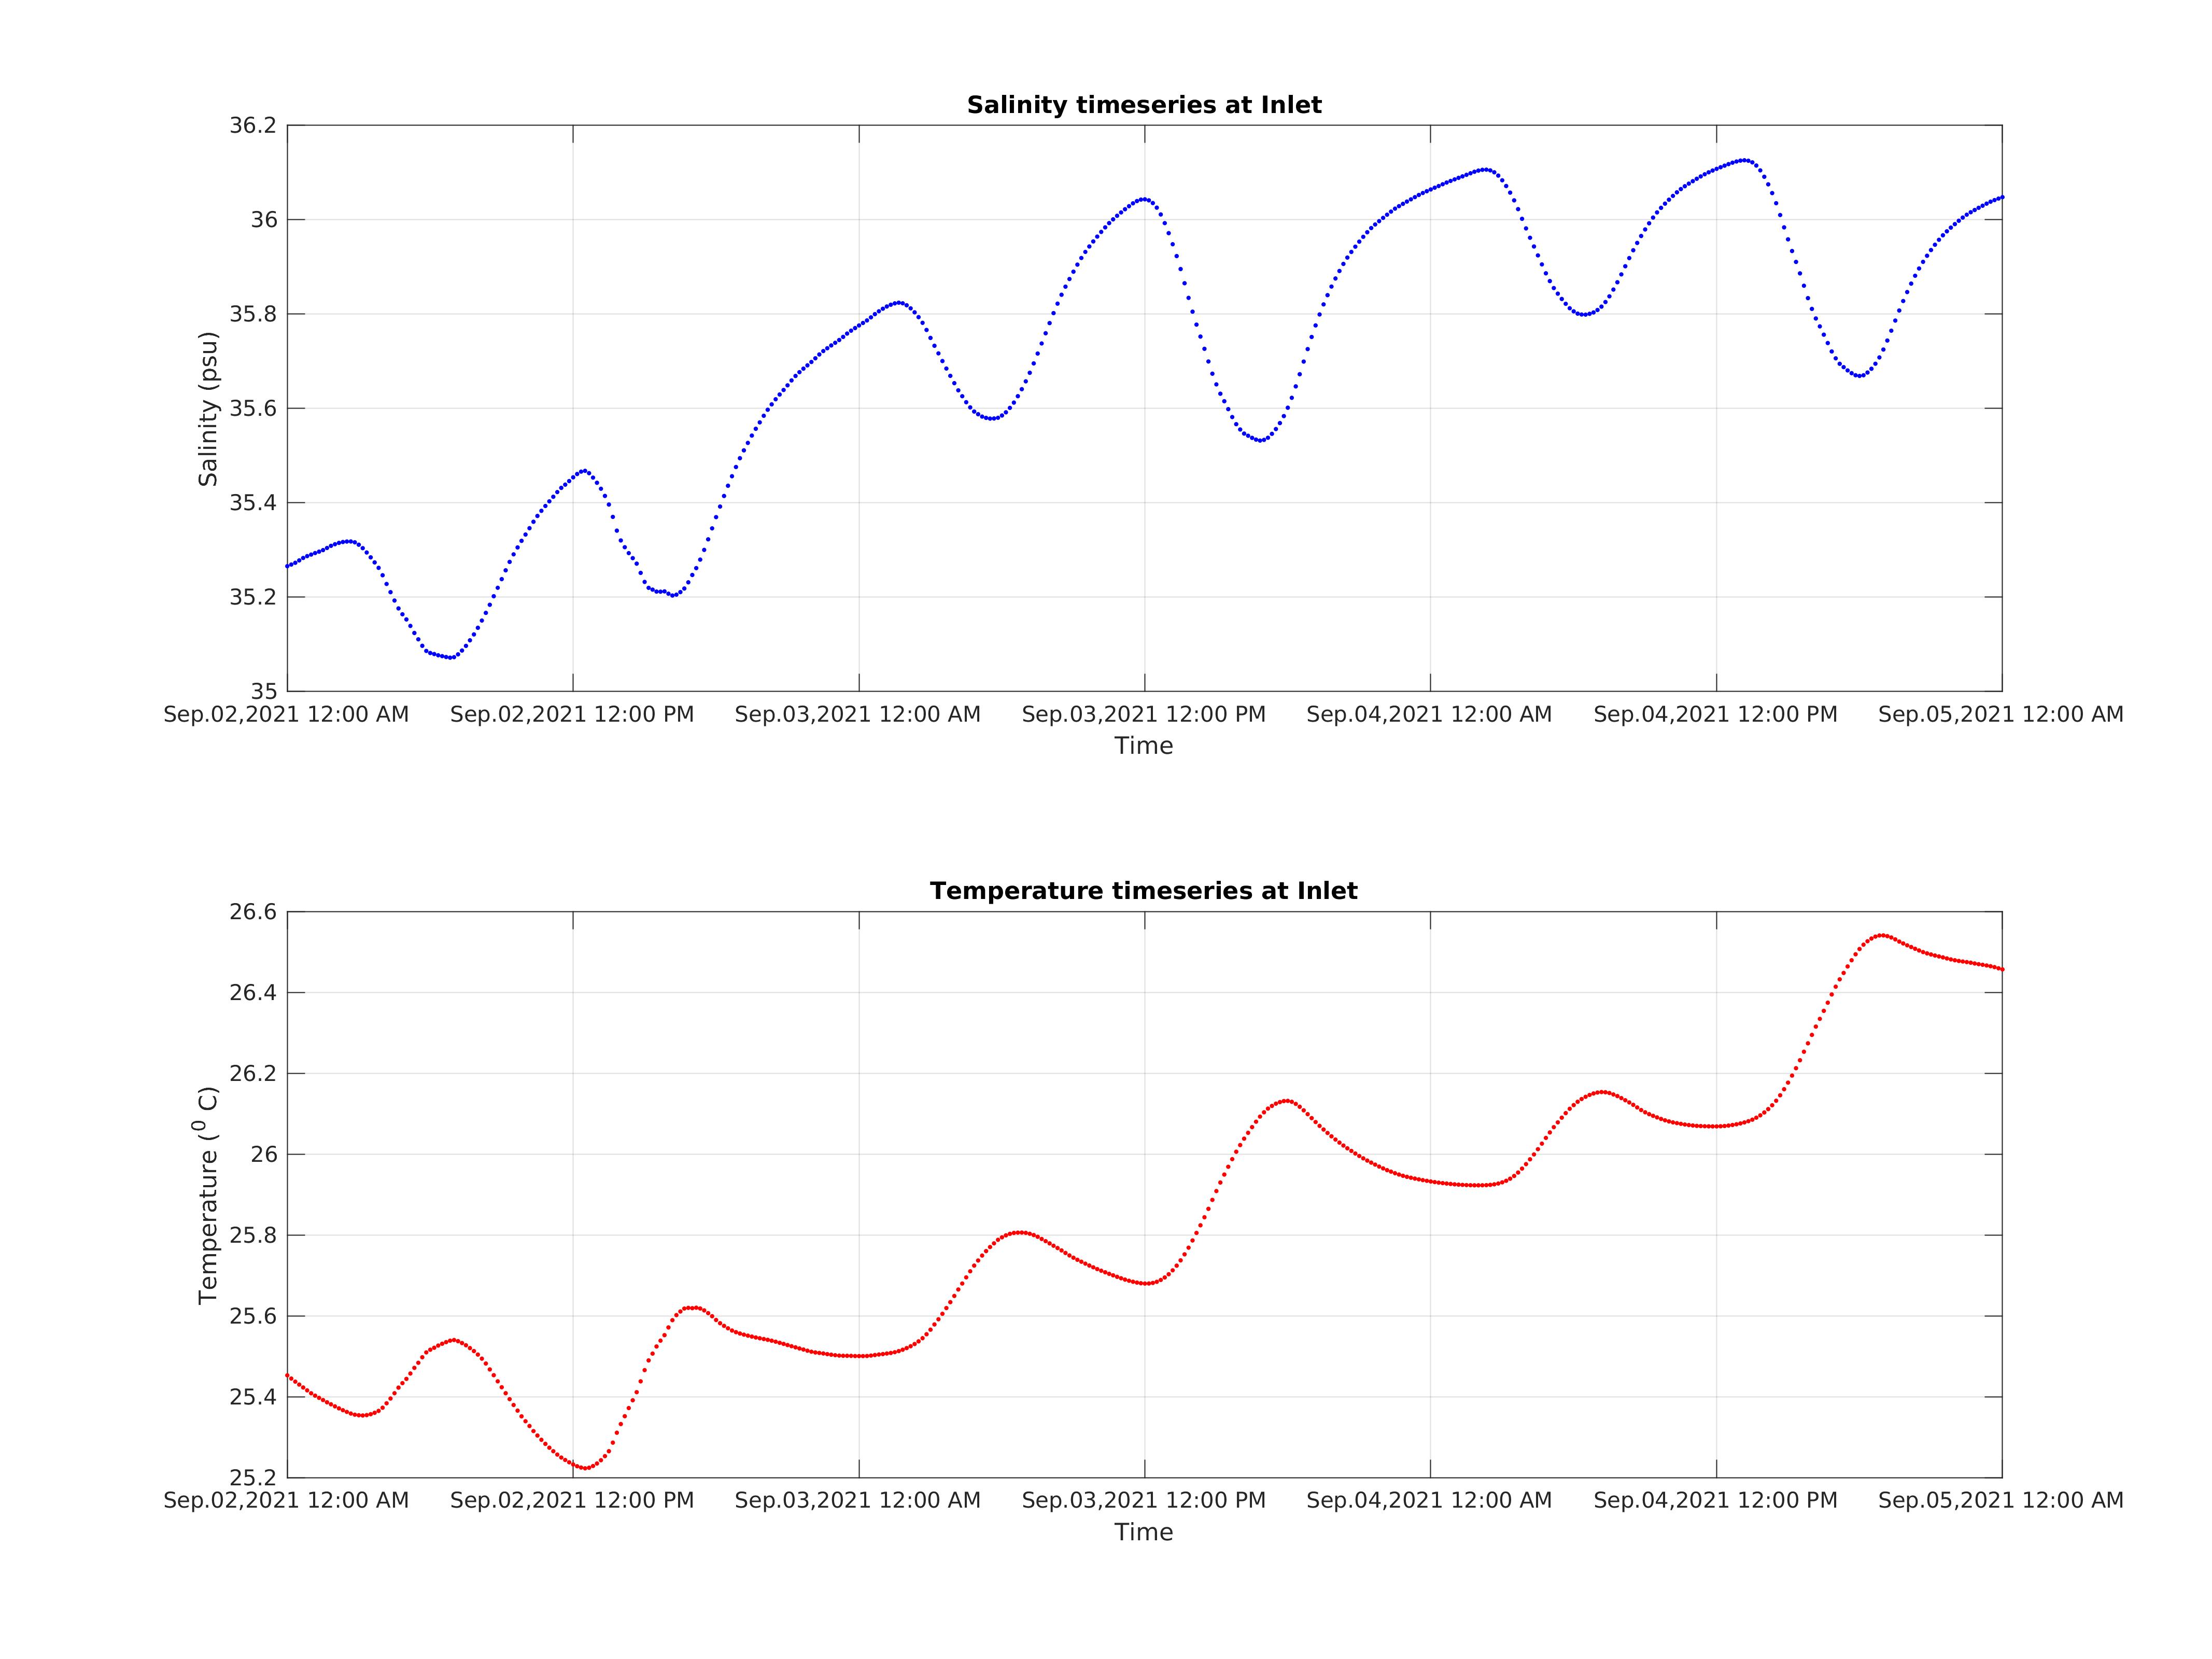 Salinity timeseries at Inlet
36.2
36
35.8
35.6
35.4
35.2
35
Salinity (psu)
Sep.02,2021 12:00 AM Sep.02,2021 12:00 PM Sep.03,2021 12:00 AM Sep.03,2021 12:00 PM Sep.04,2021 12:00 AM Sep.04,2021 12:00 PM Sep.05,2021 12:00 AM
Time
Temperature timeseries at Inlet
26.6
26.4
26.2
26
25.8
25.6
25.4
25.2
Temperature (⁰ C)
Sep.02,2021 12:00 AM Sep.02,2021 12:00 PM Sep.03,2021 12:00 AM Sep.03,2021 12:00 PM Sep.04,2021 12:00 AM Sep.04,2021 12:00 PM Sep.05,2021 12:00 AM
Time